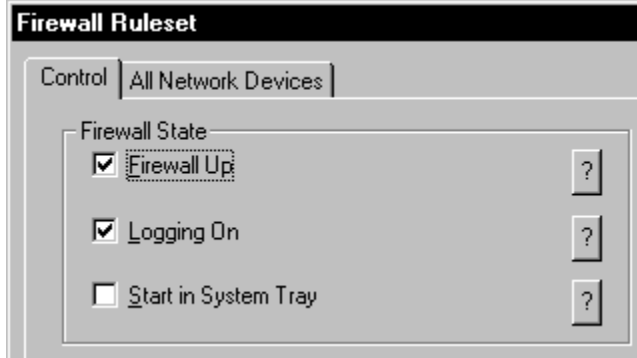 Firewall Ruleset
Control All Network Devices
Firewall State
Firewall Up ?
Logging On ?
Start in System Tray ?